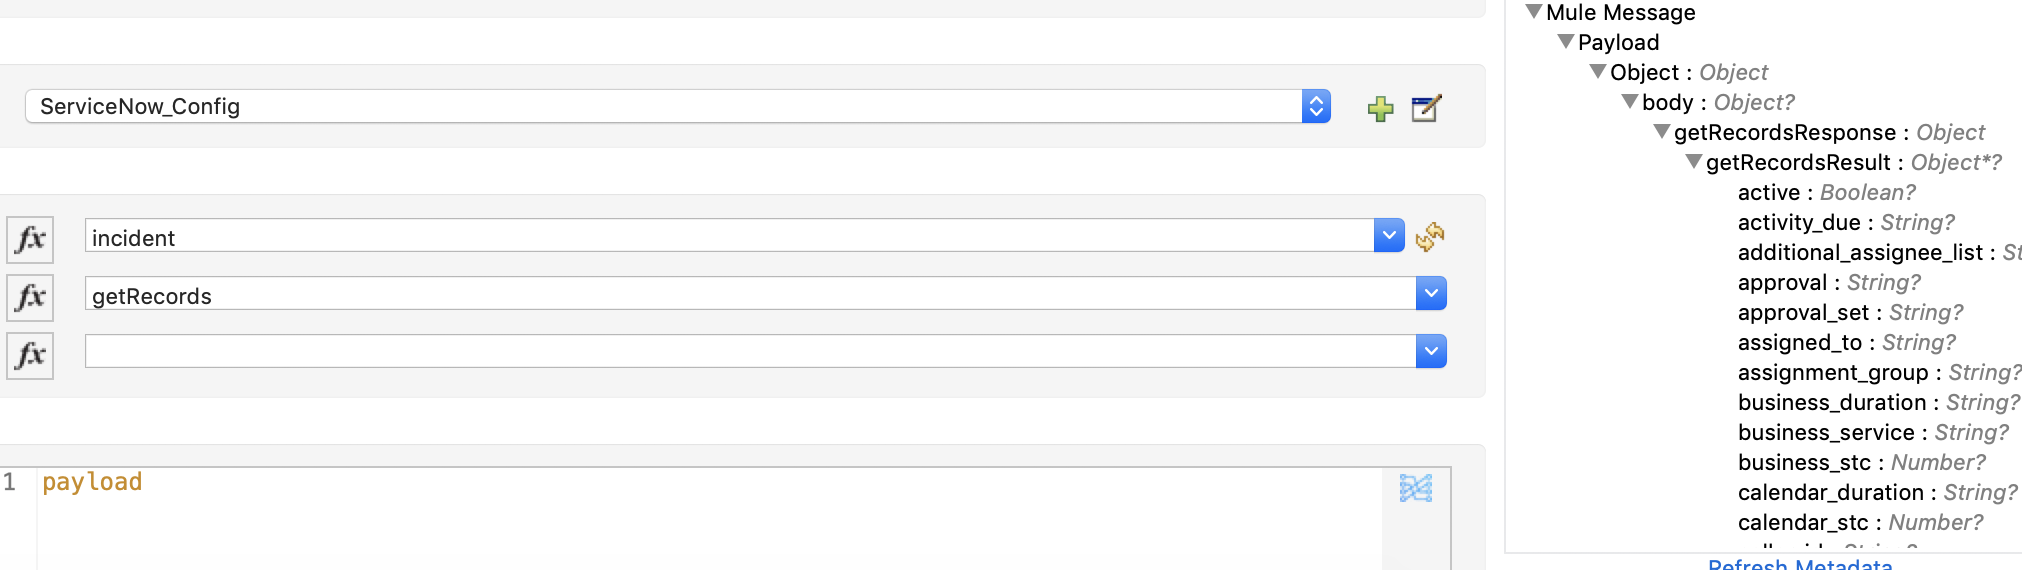 ServiceNow_Config
fx incident
fx getRecords
fx
1 payload
Mule Message
Payload
Object : Object
body : Object?
getRecordsResponse : Object
getRecordsResult : Object*?
active : Boolean?
activity_due : String?
additional_assignee_list : St
approval : String?
approval_set : String?
assigned_to : String?
assignment_group : String?
business_duration : String?
business_service : String?
business_stc : Number?
calendar_duration : String?
calendar_stc : Number?
Refresh Metadata